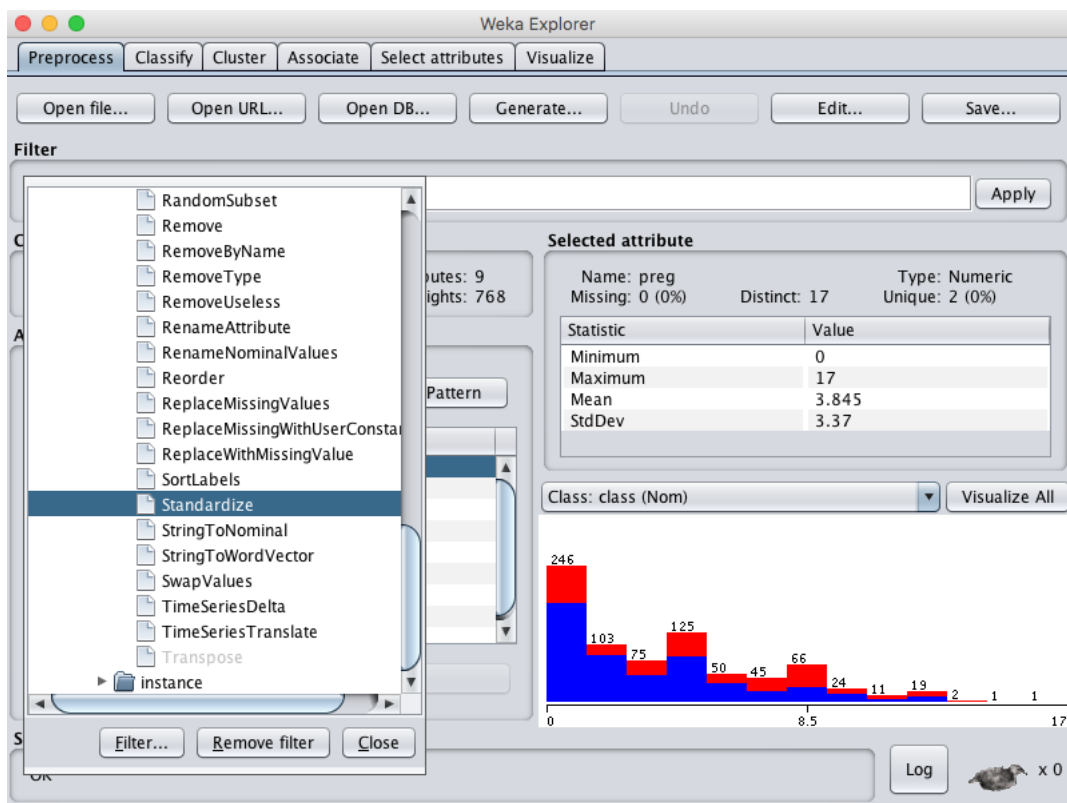 Weka Explorer
Preprocess Classify Cluster Associate Select attributes Visualize
Open file... Open URL... Open DB... Generate... Undo Edit... Save...
Filter
Apply
RandomSubset
Remove
RemoveByName
RemoveType
RemoveUseless
RenameAttribute
RenameNominalValues
Reorder
ReplaceMissingValues
ReplaceMissingWithUserConsta
ReplaceWithMissingValue
SortLabels
Standardize
StringToNominal
StringToWordVector
SwapValues
TimeSeriesDelta
TimeSeriesTranslate
Transpose
instance
Filter... Remove filter Close
C
butes: 9
ights: 768
A
Pattern
Selected attribute
Name: preg Type: Numeric
Missing: 0 (0%) Distinct: 17 Unique: 2 (0%)
Statistic Value
Minimum 0
Maximum 17
Mean 3.845
StdDev 3.37
Class: class (Nom) Visualize All
246 103 75 125 50 45 66 24 11 19 2 1 1
0 8.5 17
S
OK
Log x 0